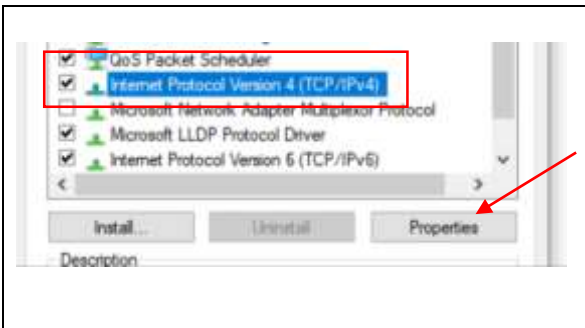 QoS Packet Scheduler
Internet Protocol Version 4 (TCP/IPv4)
Microsoft Network Adapter Multiplexor Protocol
Microsoft LLDP Protocol Driver
Internet Protocol Version 6 (TCP/IPv6)
Install... Uninstall Properties
Description